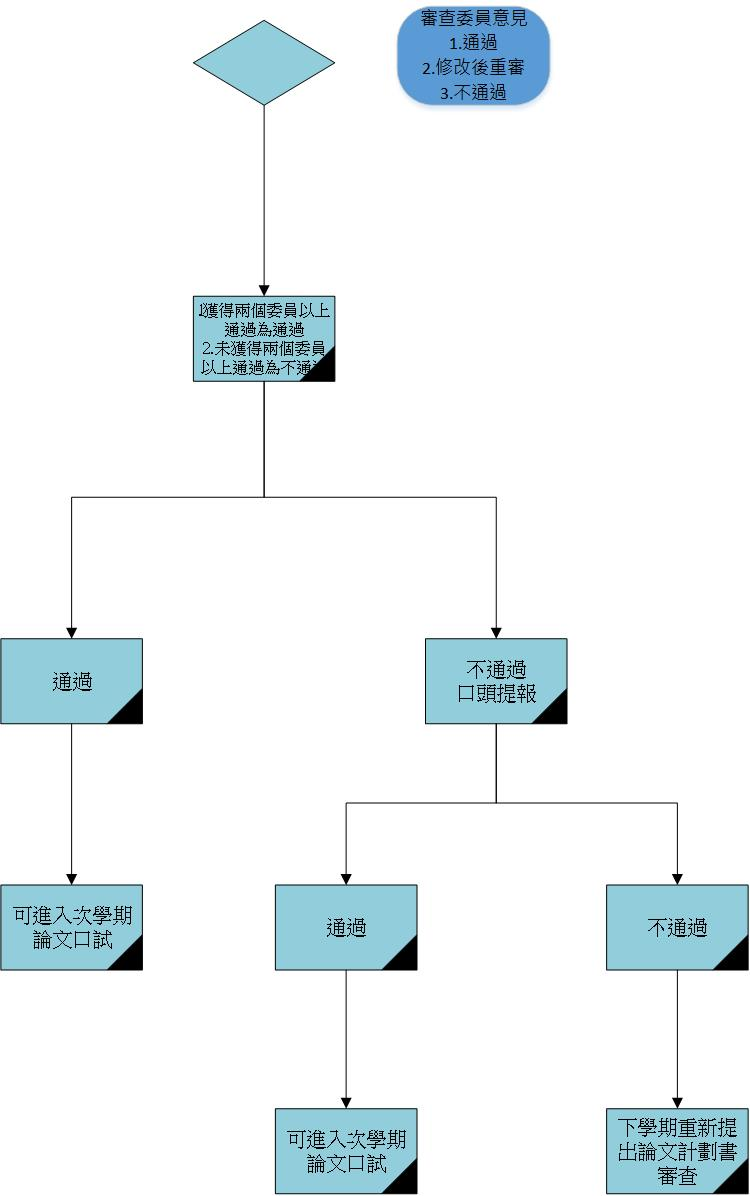 審查委員意見
1.通過
2.修改後重審
3.不通過
1獲得兩個委員以上
通過為通過
2.未獲得兩個委員
以上通過為不通過
通過
不通過
口頭提報
可進入次學期
論文口試
通過
不通過
可進入次學期
論文口試
下學期重新提
出論文計劃書
審查